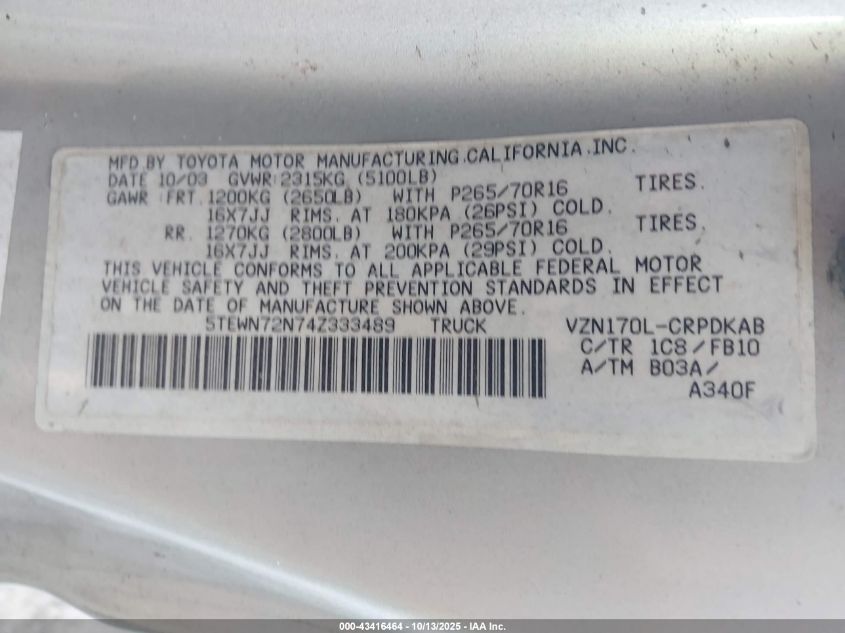 MFD.BY TOYOTA MOTOR MANUFACTURING.CALIFORNIA.INC.
DATE 10/03 GVWR:2315KG (5100LB)
GAWR FRT.1200KG (2650LB) WITH P265/70R16 TIRES.
16X7JJ RIMS. AT 180KPA (26PSI) COLD.
RR. 1270KG (2800LB) WITH P265/70R16 TIRES.
16X7JJ RIMS. AT 200KPA (29PSI) COLD.
THIS VEHICLE CONFORMS TO ALL APPLICABLE FEDERAL MOTOR
VEHICLE SAFETY AND THEFT PREVENTION STANDARDS IN EFFECT
ON THE DATE OF MANUFACTURE SHOWN ABOVE.
5TEWN72N74Z333489 TRUCK VZN170L-CRPDKAB
C/TR 1C8/FB10
A/TM B03A/
A340F
000-43416464 - 10/13/2025 - IAA Inc.